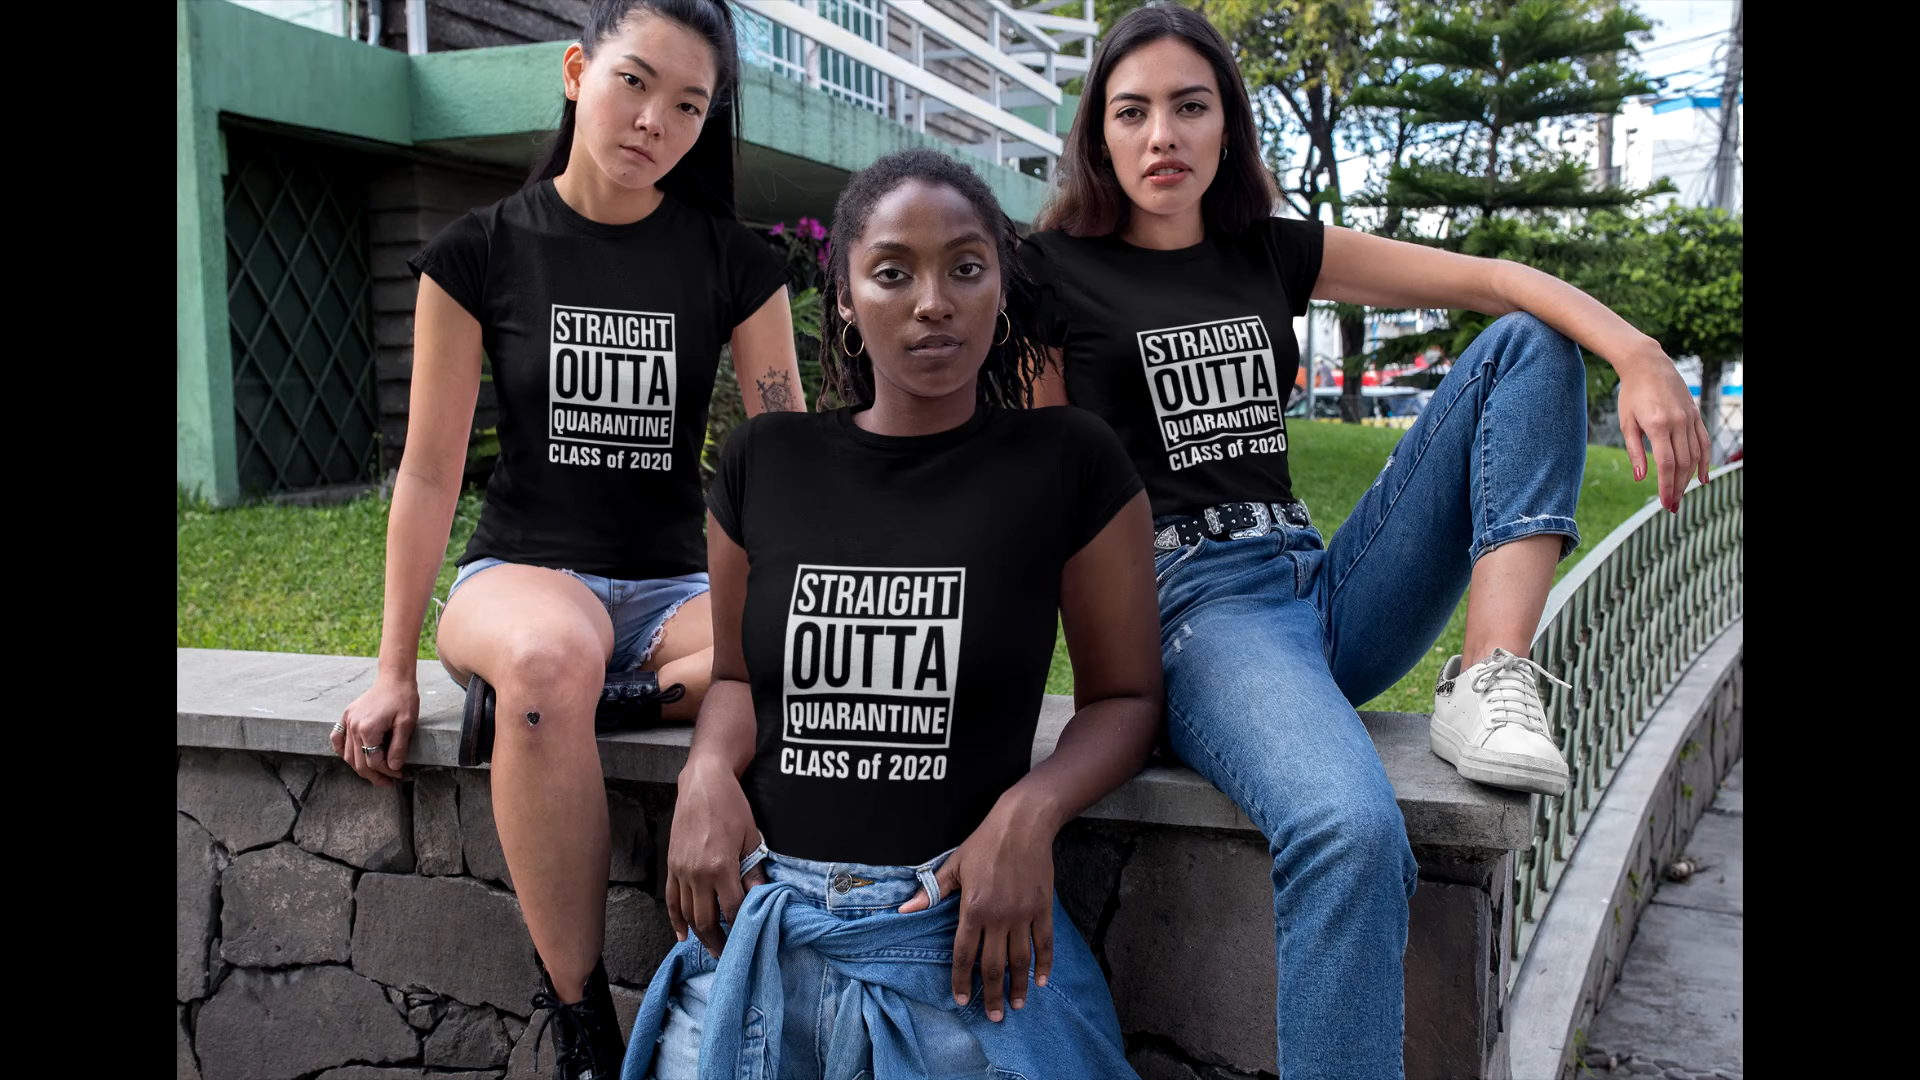 STRAIGHT
OUTTA
QUARANTINE
CLASS of 2020
STRAIGHT
OUTTA
QUARANTINE
CLASS of 2020
STRAIGHT
OUTTA
QUARANTINE
CLASS of 2020